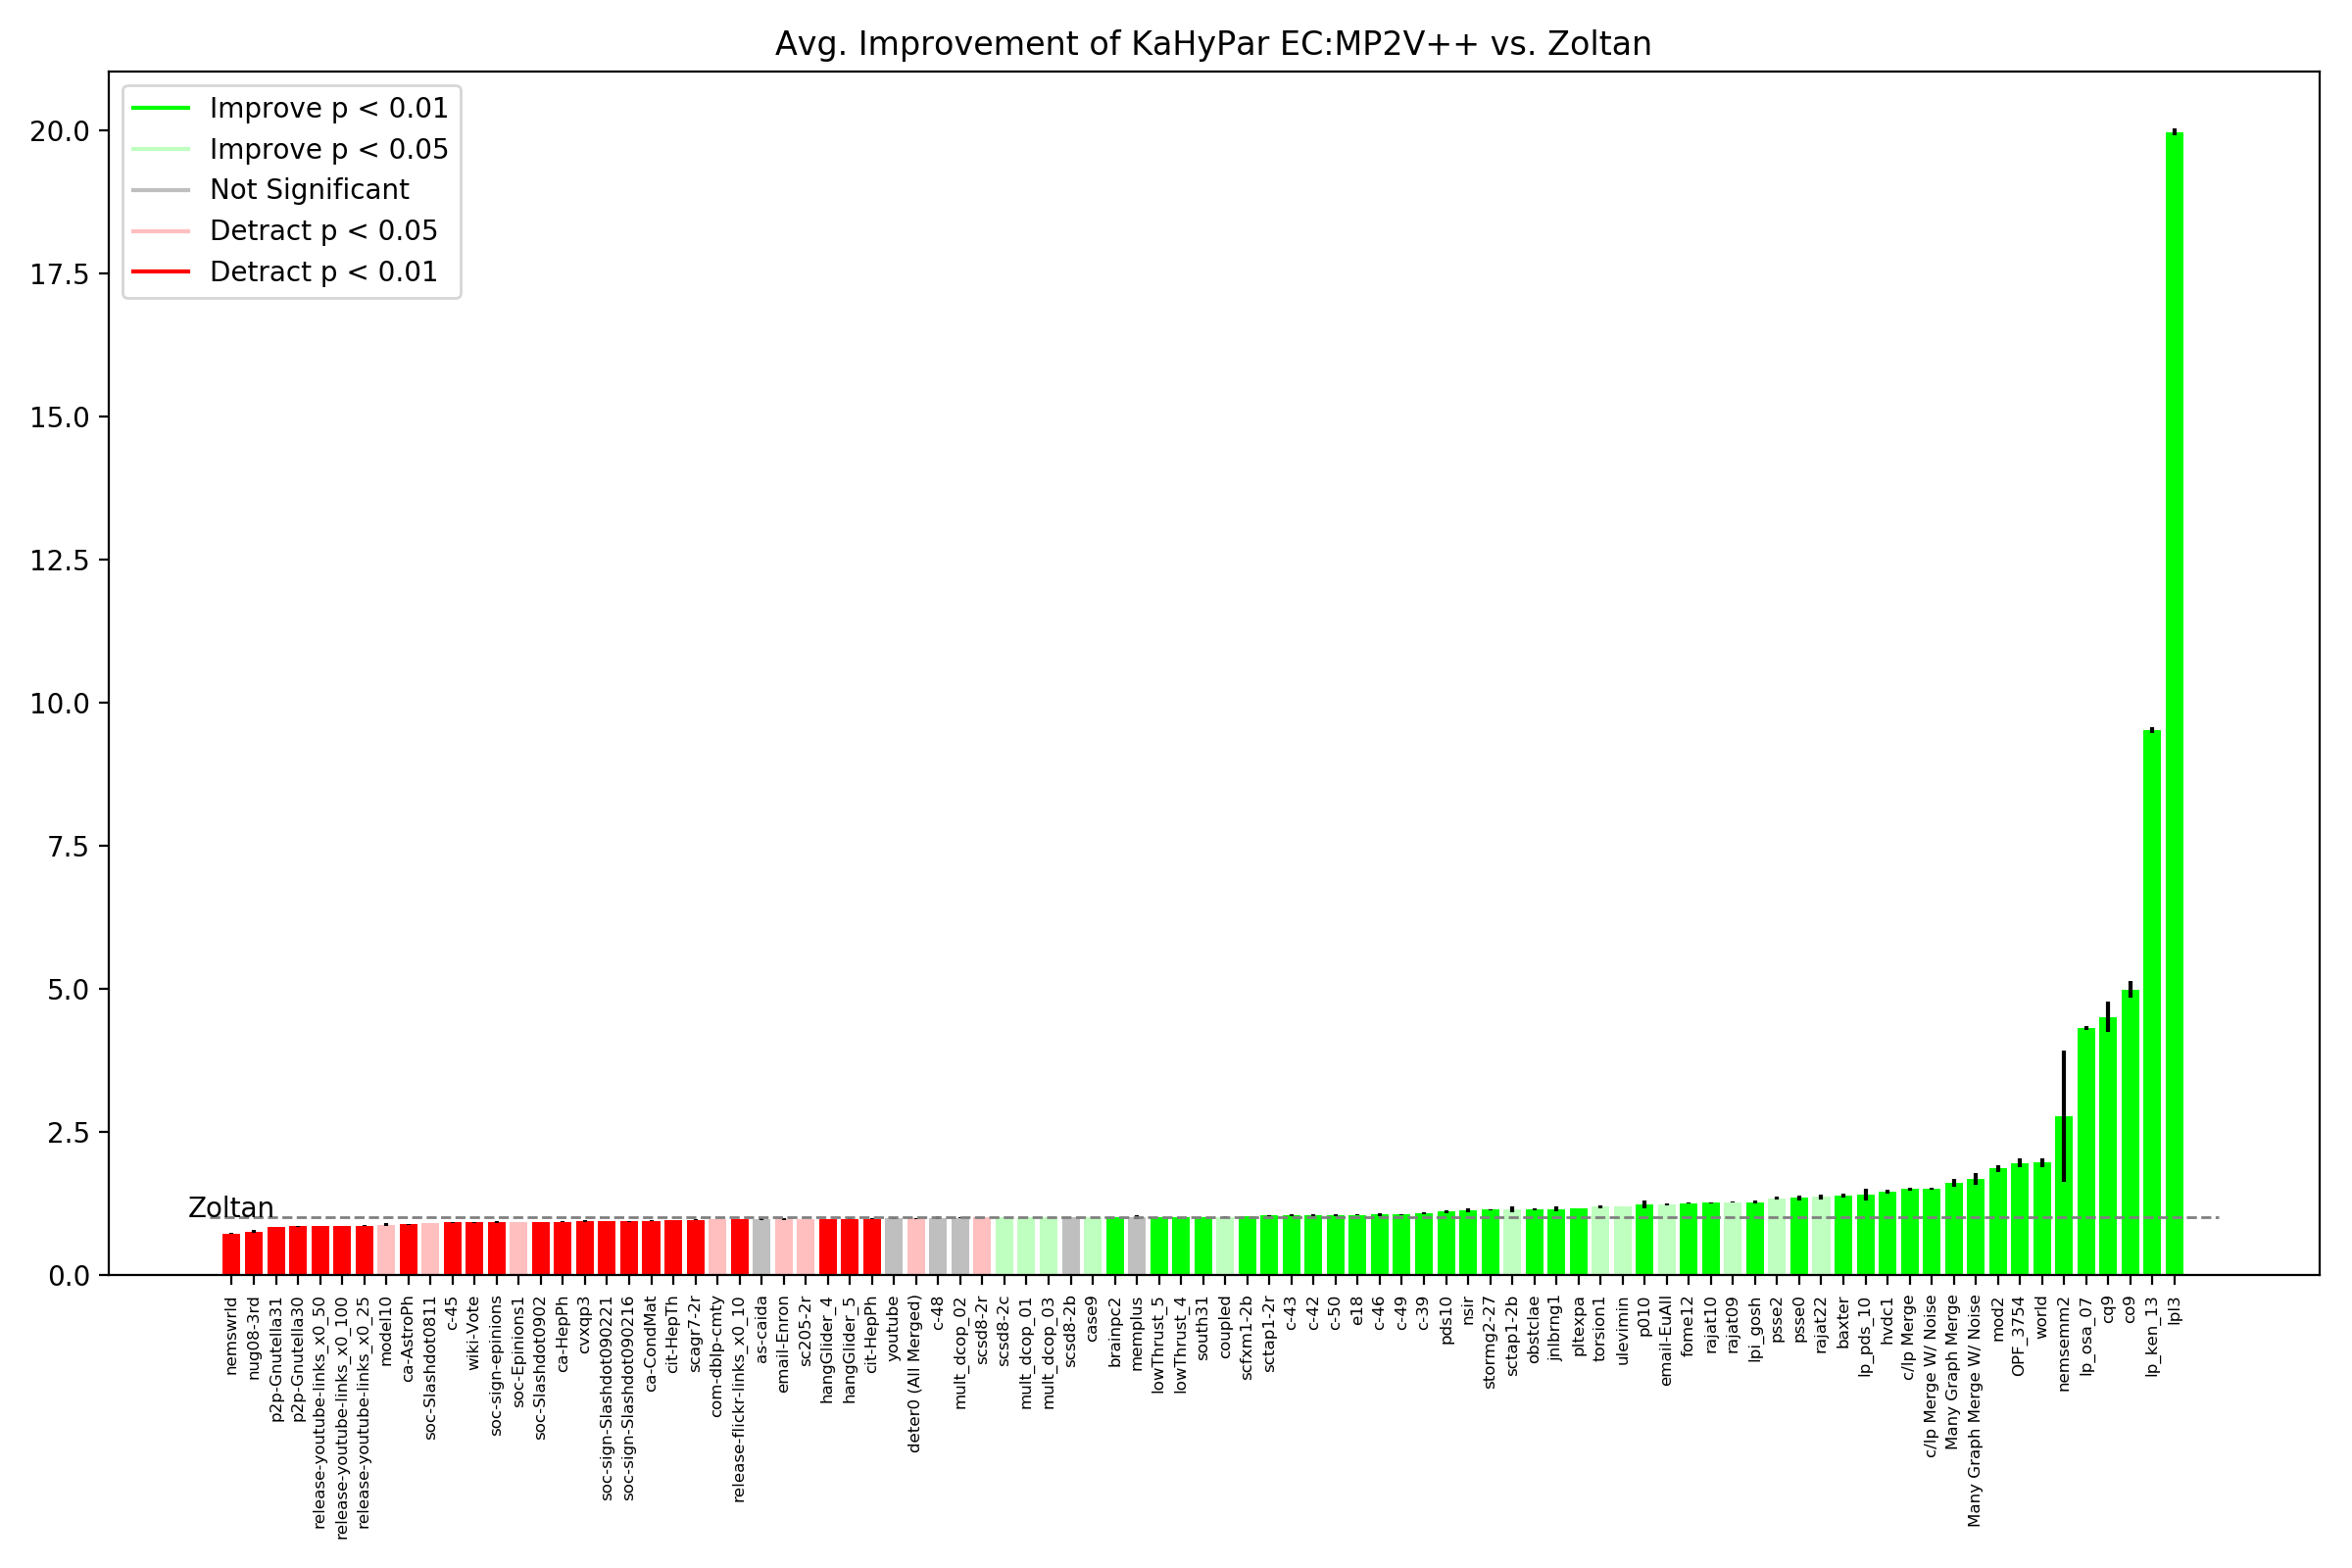 Avg. Improvement of KaHyPar EC:MP2V++ vs. Zoltan
Improve p < 0.01
Improve p < 0.05
Not Significant
Detract p < 0.05
Detract p < 0.01
20.0
17.5
15.0
12.5
10.0
7.5
5.0
2.5
0.0
Zoltan
nemswrld
nug08-3rd
p2p-Gnutella31
p2p-Gnutella30
release-youtube-links_x0_50
release-youtube-links_x0_100
release-youtube-links_x0_25
model10
ca-AstroPh
soc-Slashdot0811
c-45
wiki-Vote
soc-sign-epinions
soc-Epinions1
soc-Slashdot0902
ca-HepPh
cvxqp3
soc-sign-Slashdot090221
soc-sign-Slashdot090216
ca-CondMat
cit-HepTh
scagr7-2r
com-dblp-cmty
release-flickr-links_x0_10
as-caida
email-Enron
sc205-2r
hangGlider_4
hangGlider_5
cit-HepPh
youtube
deter0 (All Merged)
c-48
mult_dcop_02
scsd8-2r
scsd8-2c
mult_dcop_01
mult_dcop_03
scsd8-2b
case9
brainpc2
memplus
lowThrust_5
lowThrust_4
south31
coupled
scfxm1-2b
sctap1-2r
c-43
c-42
c-50
e18
c-46
c-49
c-39
pds10
nsir
stormg2-27
sctap1-2b
obstclae
jnlbrng1
pltexpa
torsion1
ulevimin
p010
email-EuAll
fome12
rajat10
rajat09
lpi_gosh
psse2
psse0
rajat22
baxter
lp_pds_10
hvdc1
c/lp Merge
c/lp Merge W/ Noise
Many Graph Merge
Many Graph Merge W/ Noise
mod2
OPF_3754
world
nemsemm2
lp_osa_07
cq9
co9
lp_ken_13
lpl3